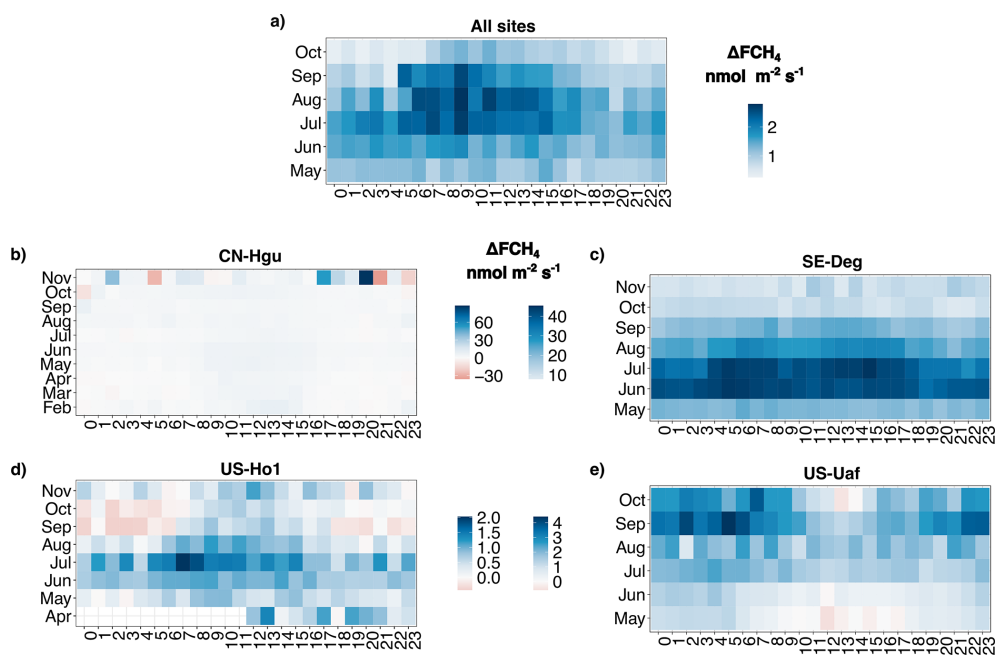 a)
All sites
Oct
Sep
Aug
Jul
Jun
May
0 1 2 3 4 5 6 7 8 9 10 11 12 13 14 15 16 17 18 19 20 21 22 23
ΔFCH4
nmol m-2 s-1
2
1
b)
CN-Hgu
Nov
Oct
Sep
Aug
Jul
Jun
May
Apr
Mar
Feb
0 1 2 3 4 5 6 7 8 9 10 11 12 13 14 15 16 17 18 19 20 21 22 23
ΔFCH4
nmol m-2 s-1
60
30
0
−30
40
30
20
10
c)
SE-Deg
Nov
Oct
Sep
Aug
Jul
Jun
May
0 1 2 3 4 5 6 7 8 9 10 11 12 13 14 15 16 17 18 19 20 21 22 23
d)
US-Ho1
Nov
Oct
Sep
Aug
Jul
Jun
May
Apr
0 1 2 3 4 5 6 7 8 9 10 11 12 13 14 15 16 17 18 19 20 21 22 23
2.0
1.5
1.0
0.5
0.0
4
3
2
1
0
e)
US-Uaf
Oct
Sep
Aug
Jul
Jun
May
0 1 2 3 4 5 6 7 8 9 10 11 12 13 14 15 16 17 18 19 20 21 22 23